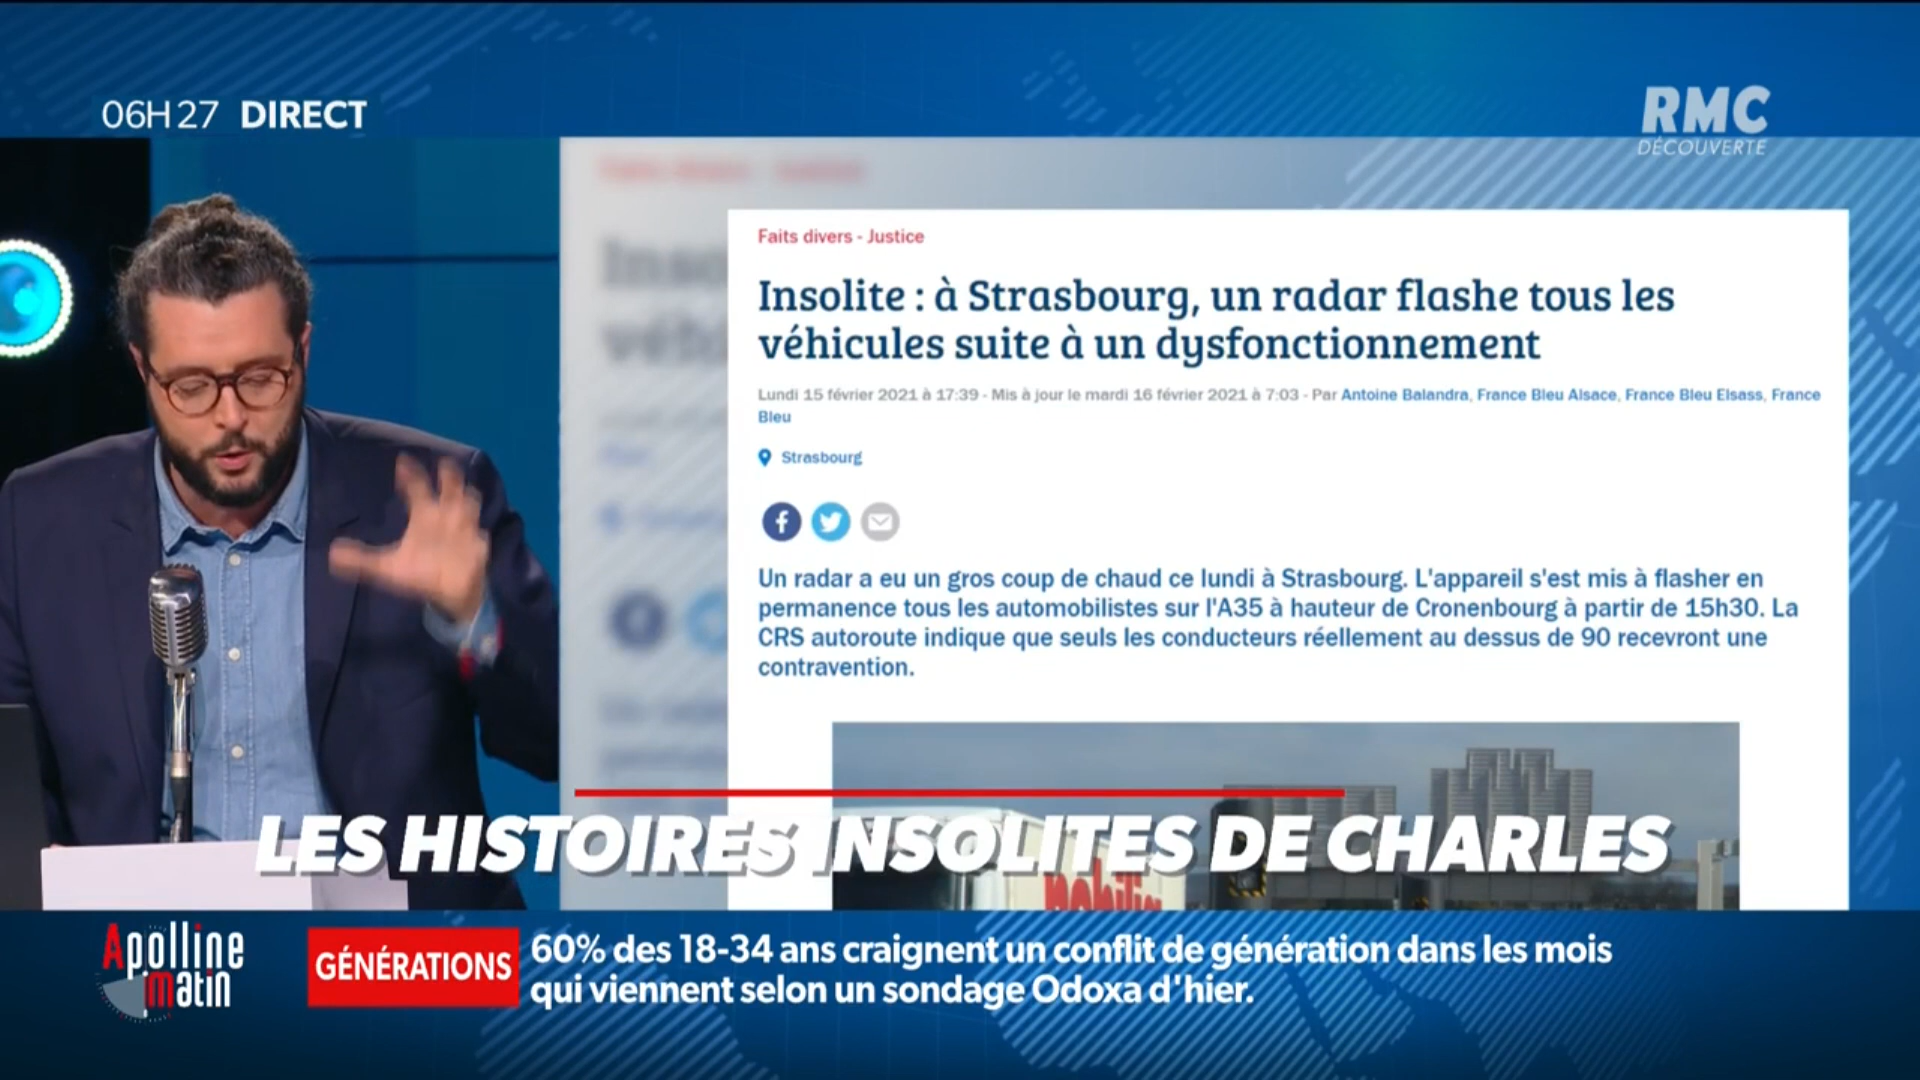 06H27 DIRECT
RMC
DÉCOUVERTE
Faits divers - Justice
Insolite : à Strasbourg, un radar flashe tous les
véhicules suite à un dysfonctionnement
Lundi 15 février 2021 à 17:39 - Mis à jour le mardi 16 février 2021 à 7:03 - Par Antoine Balandra, France Bleu Alsace, France Bleu Elsass, France
Bleu
Strasbourg
Un radar a eu un gros coup de chaud ce lundi à Strasbourg. L'appareil s'est mis à flasher en
permanence tous les automobilistes sur l'A35 à hauteur de Cronenbourg à partir de 15h30. La
CRS autoroute indique que seuls les conducteurs réellement au dessus de 90 recevront une
contravention.
LES HISTOIRES INSOLITES DE CHARLES
Apolline
matin
GÉNÉRATIONS
60% des 18-34 ans craignent un conflit de génération dans les mois
qui viennent selon un sondage Odoxa d'hier.